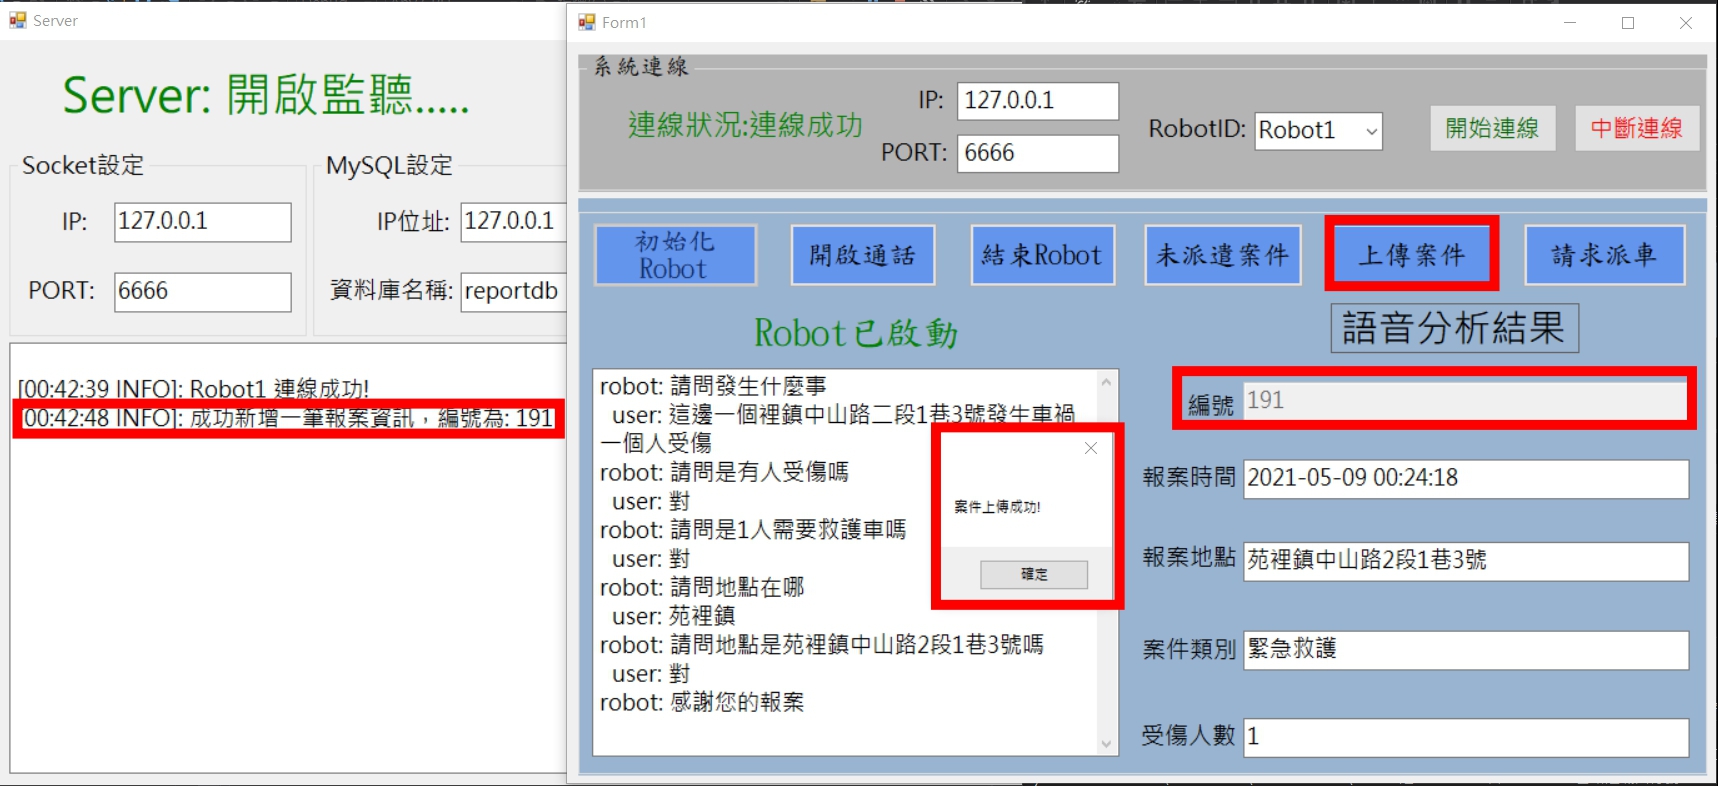 Server
Server: 開啟監聽.....
Socket設定
IP:
127.0.0.1
PORT:
6666
MySQL設定
IP位址:
127.0.0.1
資料庫名稱:
reportdb
[00:42:39 INFO]: Robot1 連線成功!
[00:42:48 INFO]: 成功新增一筆報案資訊，編號為: 191
Form1
系統連線
連線狀況:連線成功
IP:
127.0.0.1
PORT:
6666
RobotID:
Robot1
開始連線
中斷連線
初始化
Robot
開啟通話
結束Robot
未派遣案件
上傳案件
請求派車
Robot已啟動
robot: 請問發生什麼事
user: 這邊一個裡鎮中山路二段1巷3號發生車禍
一個人受傷
robot: 請問是有人受傷嗎
user: 對
robot: 請問是1人需要救護車嗎
user: 對
robot: 請問地點在哪
user: 苑裡鎮
robot: 請問地點是苑裡鎮中山路2段1巷3號嗎
user: 對
robot: 感謝您的報案
案件上傳成功!
確定
語音分析結果
編號
191
報案時間
2021-05-09 00:24:18
報案地點
苑裡鎮中山路2段1巷3號
案件類別
緊急救護
受傷人數
1